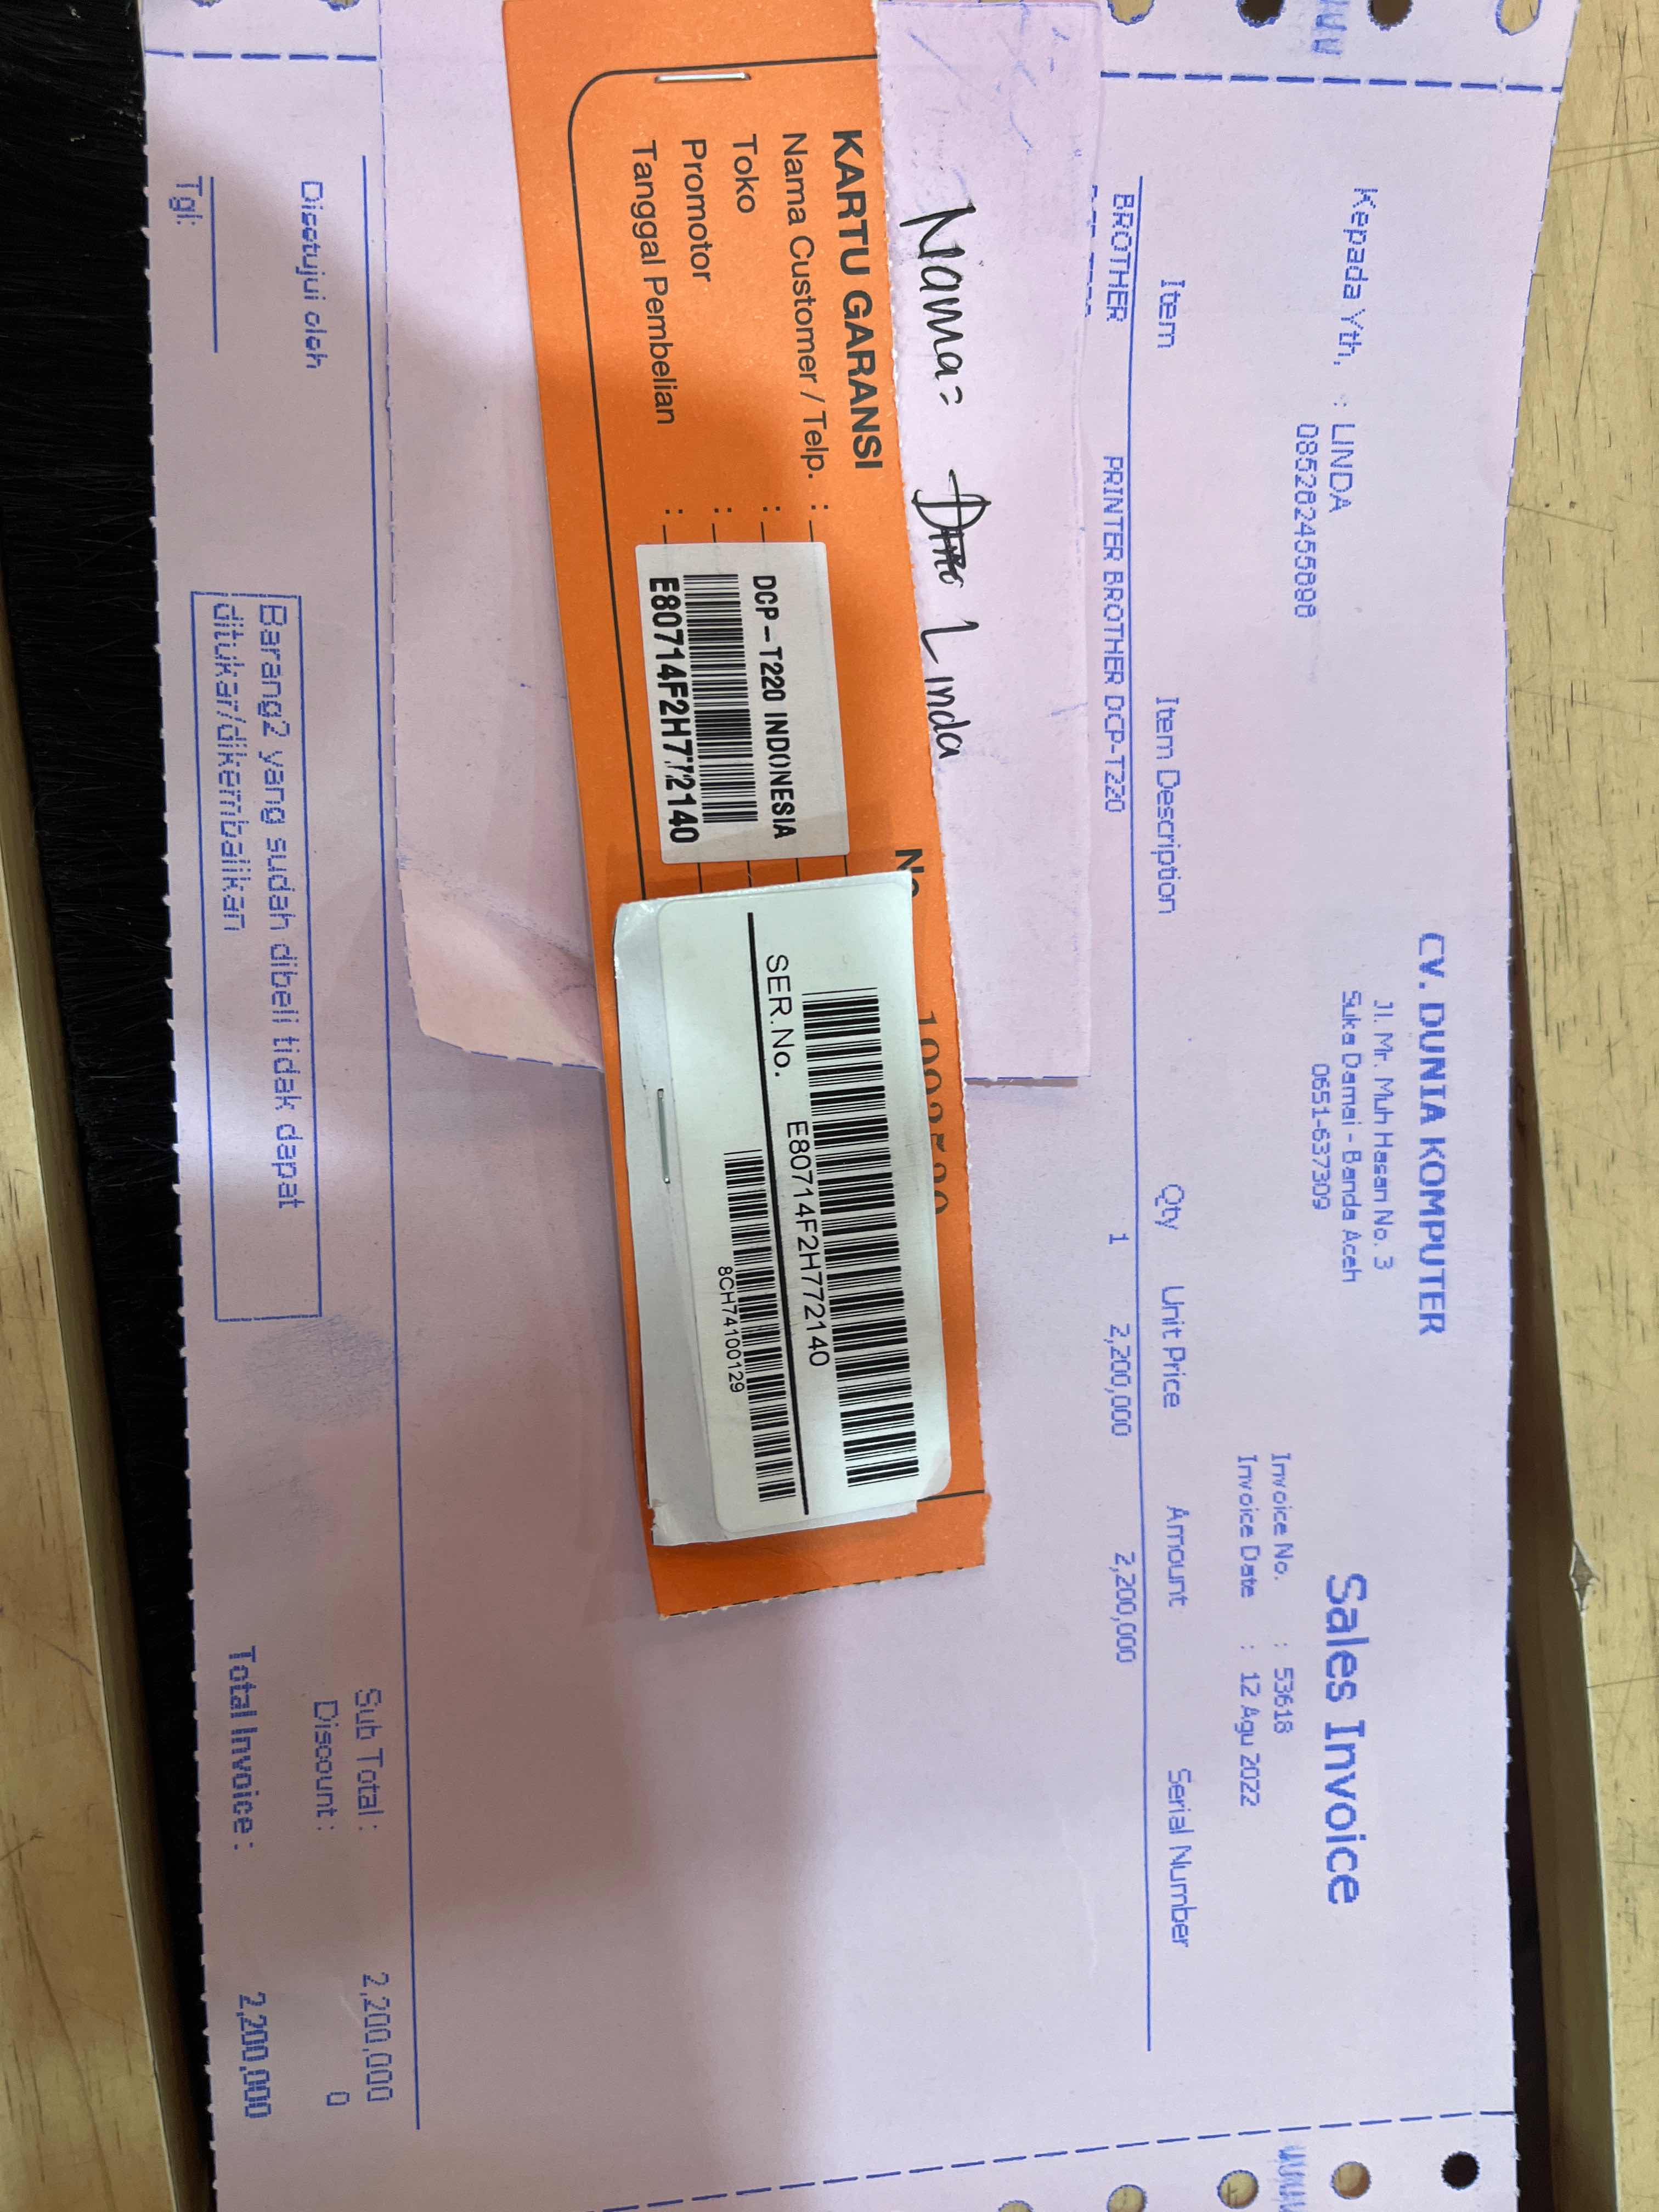 CV. DUNIA KOMPUTER
Jl. Mr. Muh Hasan No. 3
Suka Damai - Banda Aceh
0651-637309
Sales Invoice
Kepada Yth, : LINDA
085282455898
Invoice No. : 53618
Invoice Date : 12 Agu 2022
Item Item Description Qty Unit Price Amount Serial Number
BROTHER PRINTER BROTHER DCP-T220 1 2,200,000 2,200,000
Nama= Linda
No
KARTU GARANSI
Nama Customer / Telp. :
Toko :
Promotor :
Tanggal Pembelian :
DCP-T220 INDONESIA
E80714F2H772140
SER.No. E80714F2H772140
8CH74100129
Sub Total : 2,200,000
Discount : 0
Total Invoice : 2,200,000
Disetujui oleh
Tgl:
Barang2 yang sudah dibeli tidak dapat
ditukar/dikembalikan